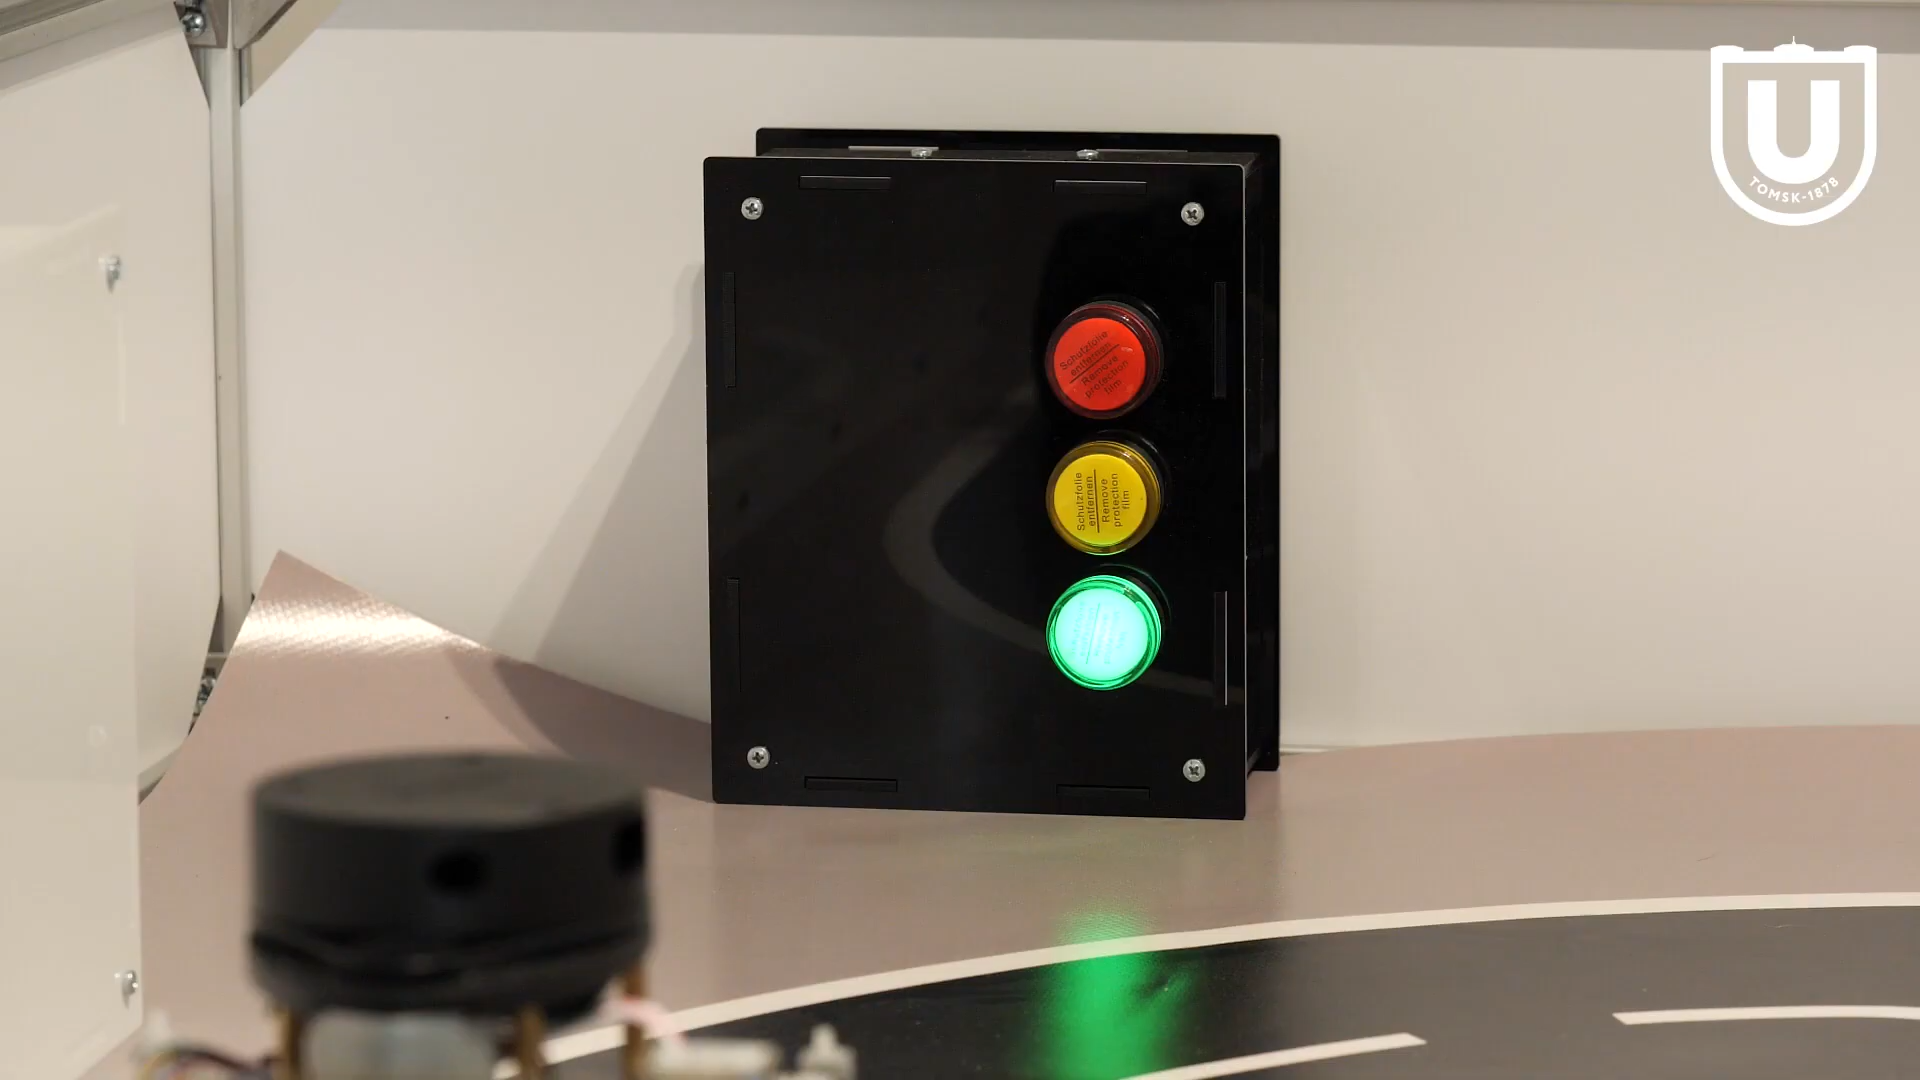 U
TOMSK-1878
Schutzfolie
entfernen
Remove
protection
film
Schutzfolie
entfernen
Remove
protection
film